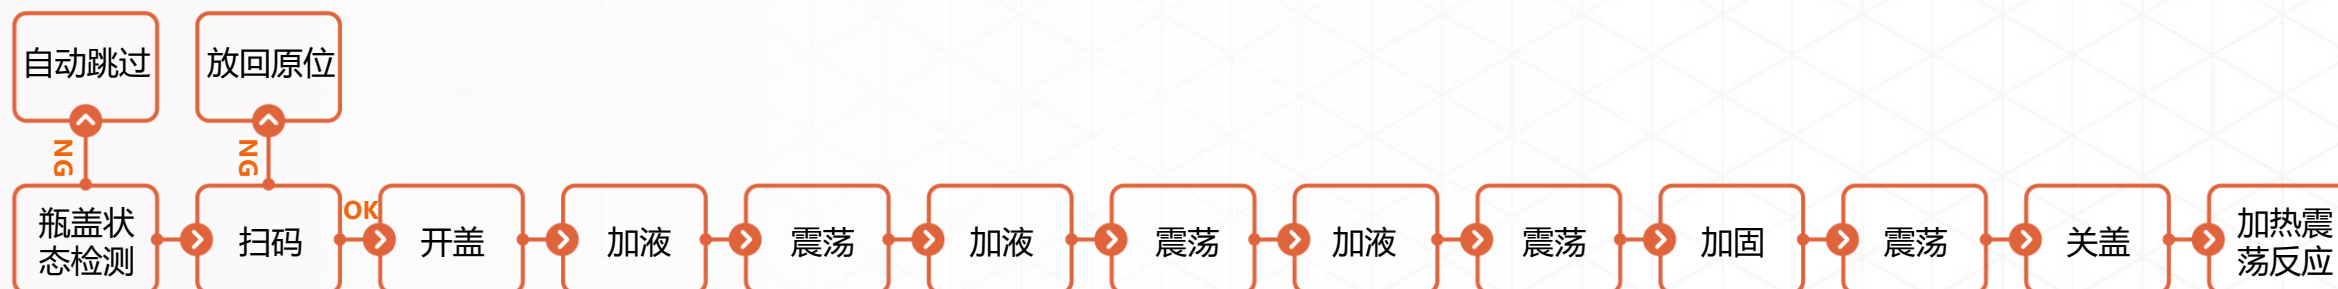 自动跳过
放回原位
NG
NG
瓶盖状
态检测
扫码
OK
开盖
加液
震荡
加液
震荡
加液
震荡
加固
震荡
关盖
加热震
荡反应